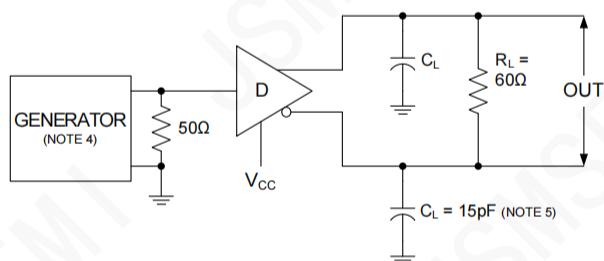 GENERATOR
(NOTE 4)
50Ω
D
VCC
CL
RL =
60Ω
OUT
CL = 15pF (NOTE 5)